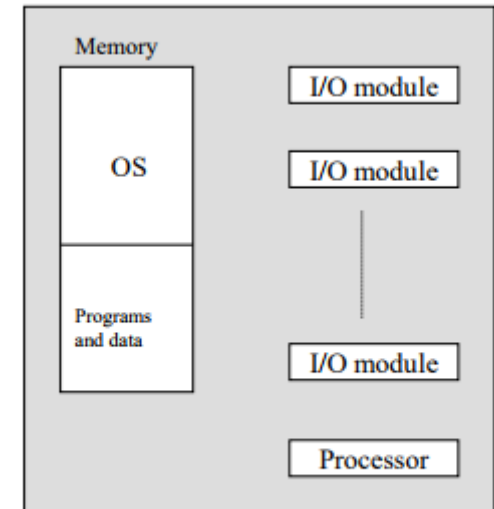 Memory
OS
Programs
and data
I/O module
I/O module
I/O module
Processor